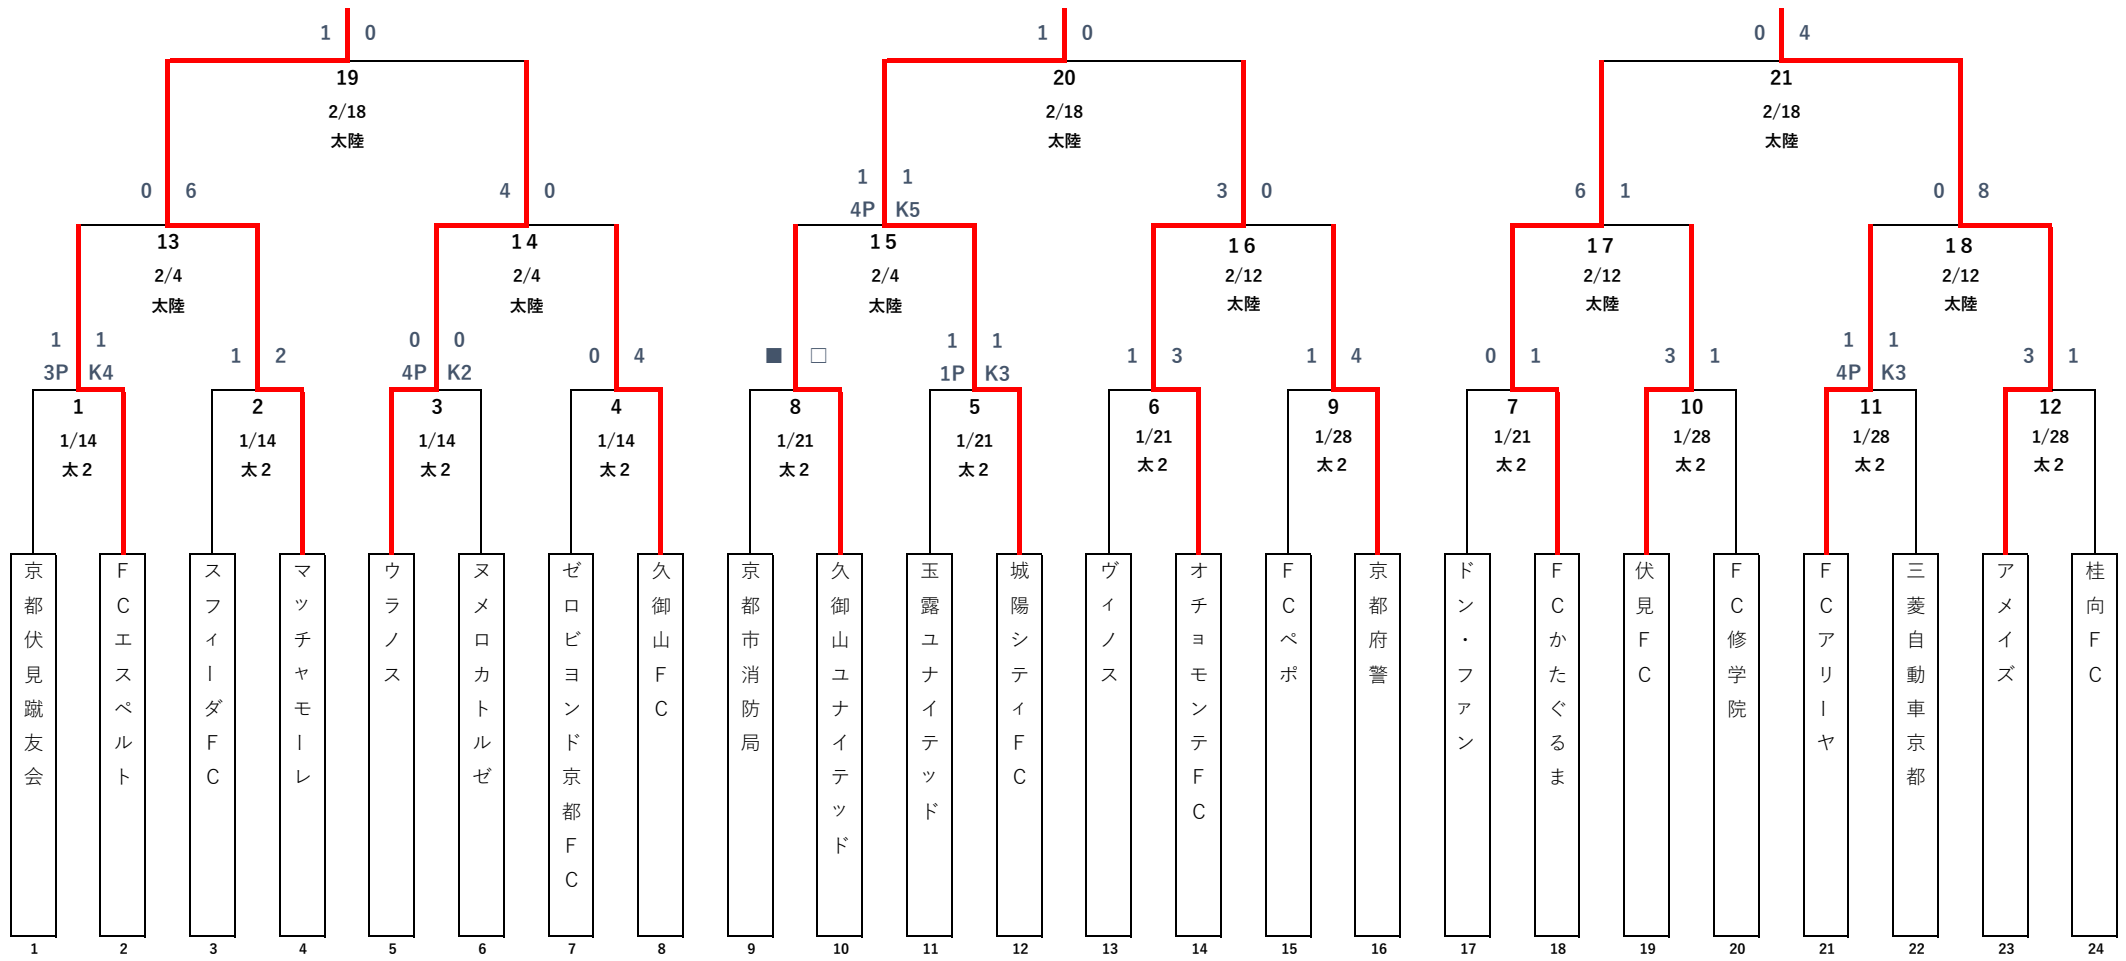 1 0
1 0
0 4
19
20
21
2/18
2/18
2/18
太陸
太陸
太陸
0 6
4 0
1 1
4P K5
3 0
6 1
0 8
13
14
15
16
17
18
2/4
2/4
2/4
2/12
2/12
2/12
太陸
太陸
太陸
太陸
太陸
太陸
1 1
3P K4
1 2
0 0
4P K2
0 4
■ □
1 1
1P K3
1 3
1 4
0 1
3 1
1 1
4P K3
3 1
1
2
3
4
8
5
6
9
7
10
11
12
1/14
1/14
1/14
1/14
1/21
1/21
1/21
1/28
1/21
1/28
1/28
1/28
太２
太２
太２
太２
太２
太２
太２
太２
太２
太２
太２
太２
京都伏見蹴友会
ＦＣエスペルト
スフィーダＦＣ
マッチャモーレ
ウラノス
ヌメロカトルゼ
ゼロビヨンド京都ＦＣ
久御山ＦＣ
京都市消防局
久御山ユナイテッド
玉露ユナイテッド
城陽シティＦＣ
ヴィノス
オチョモンテＦＣ
ＦＣペポ
京都府警
ドン・ファン
ＦＣかたぐるま
伏見ＦＣ
ＦＣ修学院
ＦＣアリーヤ
三菱自動車京都
アメイズ
桂向ＦＣ
1
2
3
4
5
6
7
8
9
10
11
12
13
14
15
16
17
18
19
20
21
22
23
24